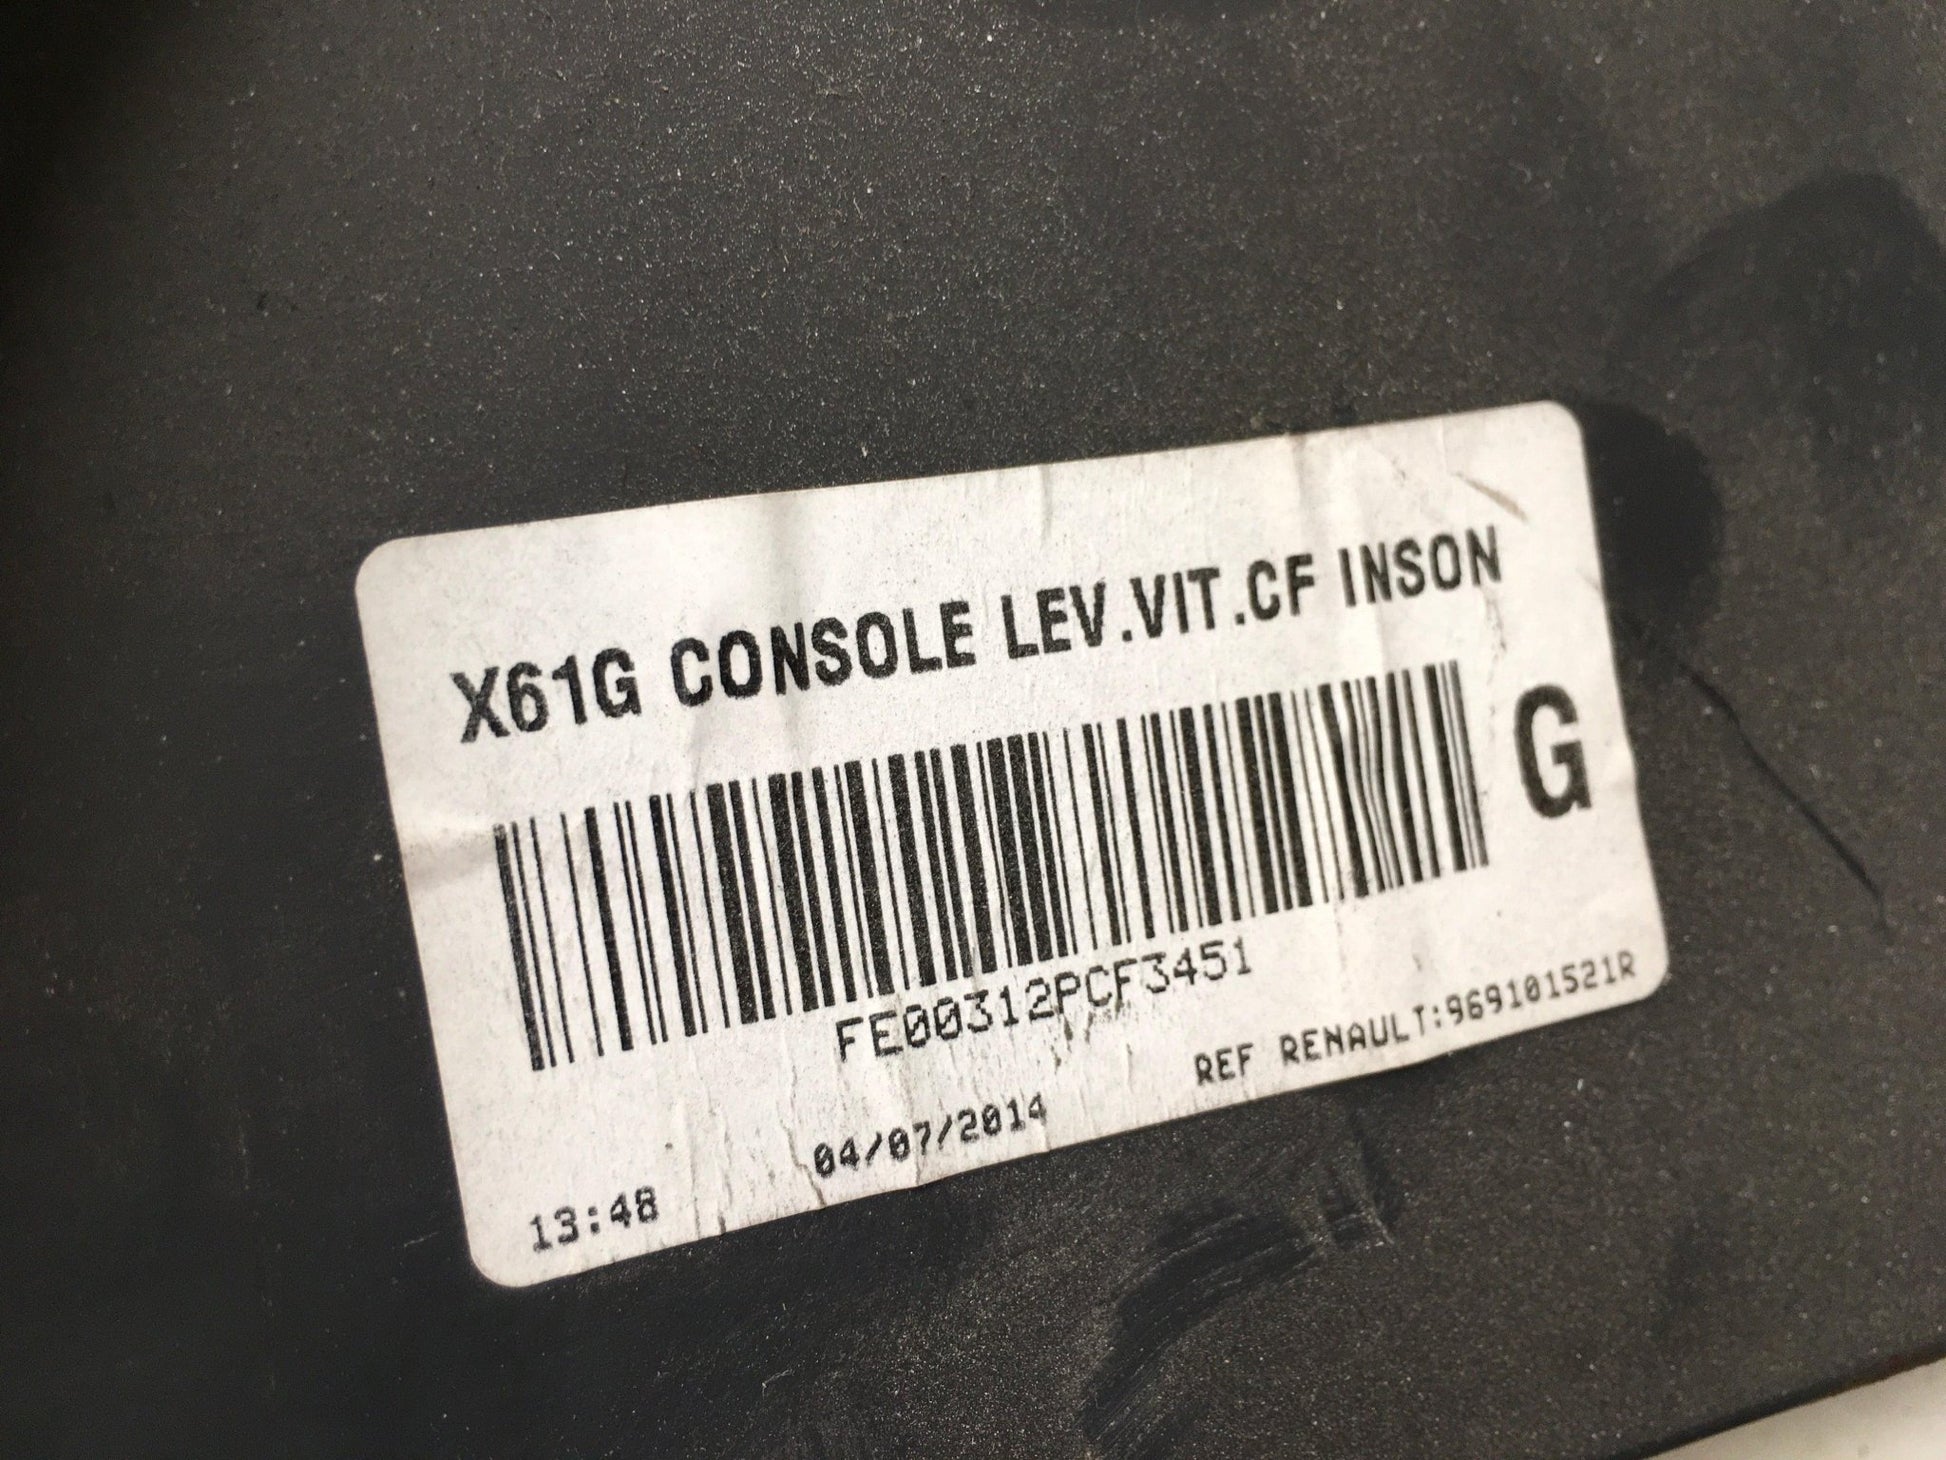 X61G CONSOLE LEV.VIT.CF INSON
G
FE00312PCF3451
REF RENAULT:969101521R
04/07/2014
13:48